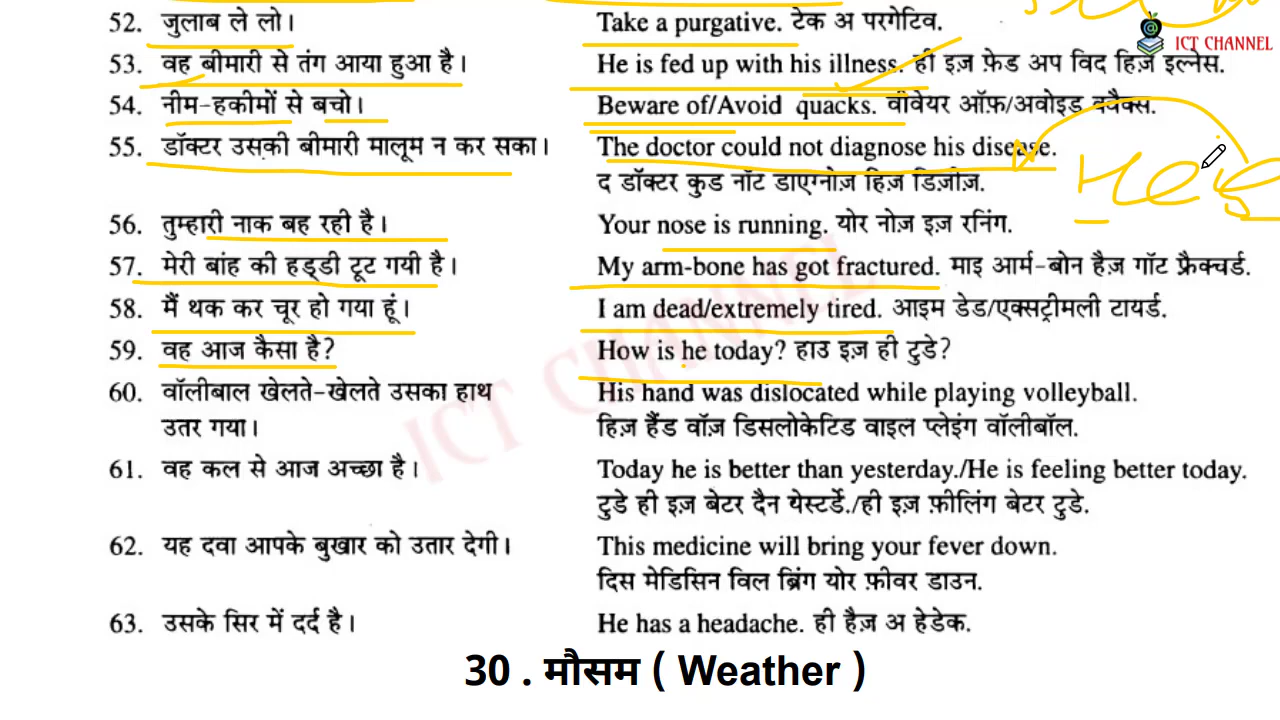 ICT CHANNEL
52. जुलाब ले लो। Take a purgative. टेक अ परगेटिव.
53. वह बीमारी से तंग आया हुआ है। He is fed up with his illness. ही इज़ फ़ेड अप विद हिज़ इल्नेस.
54. नीम-हकीमों से बचो। Beware of/Avoid quacks. बीवेयर ऑफ़/अवोइड क्वैक्स.
55. डॉक्टर उसकी बीमारी मालूम न कर सका। The doctor could not diagnose his disease.
द डॉक्टर कुड नॉट डाएग्नोज़ हिज़ डिज़ीज़.
56. तुम्हारी नाक बह रही है। Your nose is running. योर नोज़ इज़ रनिंग.
57. मेरी बांह की हड्डी टूट गयी है। My arm-bone has got fractured. माइ आर्म-बोन हैज़ गॉट फ़्रैक्चर्ड.
58. मैं थक कर चूर हो गया हूं। I am dead/extremely tired. आइम डेड/एक्सट्रीमली टायर्ड.
59. वह आज कैसा है? How is he today? हाउ इज़ ही टुडे?
60. वॉलीबाल खेलते-खेलते उसका हाथ His hand was dislocated while playing volleyball.
उतर गया। हिज़ हैंड वॉज़ डिसलोकेटिड वाइल प्लेइंग वॉलीबॉल.
61. वह कल से आज अच्छा है। Today he is better than yesterday./He is feeling better today.
टुडे ही इज़ बेटर दैन येस्टर्डे./ही इज़ फ़ीलिंग बेटर टुडे.
62. यह दवा आपके बुखार को उतार देगी। This medicine will bring your fever down.
दिस मेडिसिन विल ब्रिंग योर फ़ीवर डाउन.
63. उसके सिर में दर्द है। He has a headache. ही हैज़ अ हेडेक.
ICT CHANNEL
30 . मौसम ( Weather )